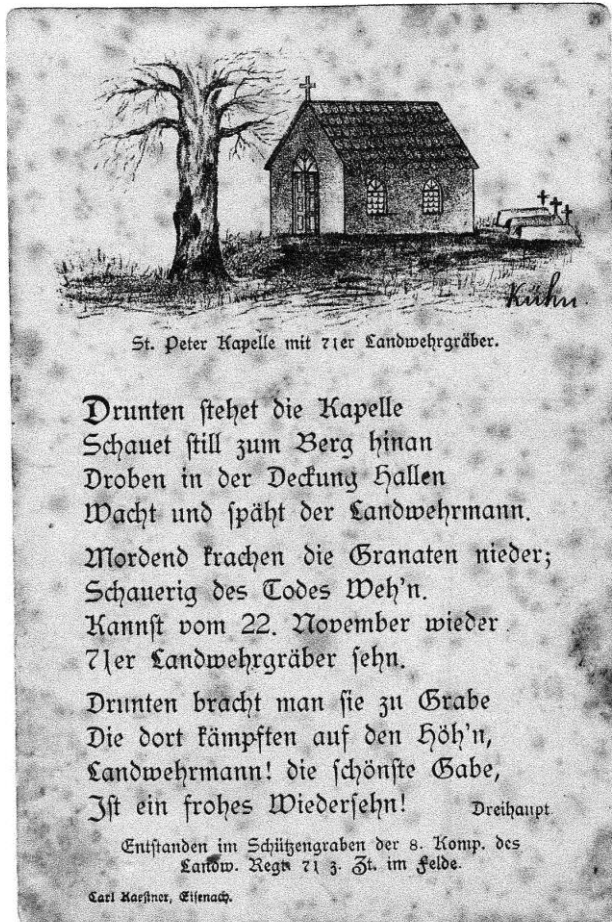 Kühn.
St. Peter Kapelle mit 71er Landwehrgräber.
Drunten stehet die Kapelle
Schauet still zum Berg hinan
Droben in der Deckung Hallen
Wacht und späht der Landwehrmann.
Mordend krachen die Granaten nieder;
Schauerig des Todes Weh'n.
Kannst vom 22. November wieder
71er Landwehrgräber sehn.
Drunten bracht man sie zu Grabe
Die dort kämpften auf den Höh'n,
Landwehrmann! die schönste Gabe,
Ist ein frohes Wiedersehn!
Dreihaupt
Entstanden im Schützengraben der 8. Komp. des
Landw. Regts 71 z. Zt. im Felde.
Carl Kaestner, Eisenach.